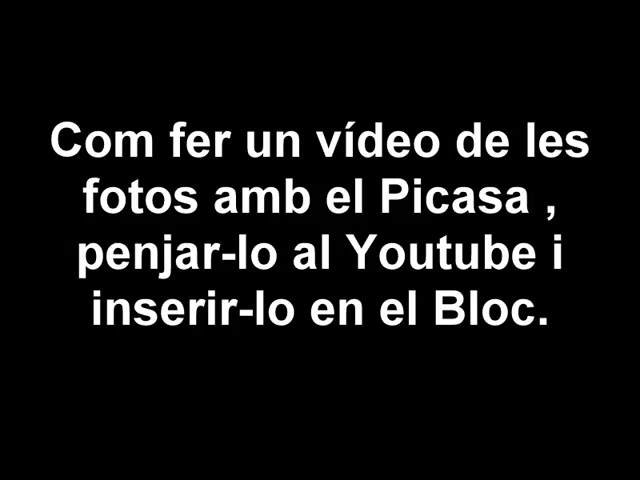 Com fer un vídeo de les
fotos amb el Picasa ,
penjar-lo al Youtube i
inserir-lo en el Bloc.